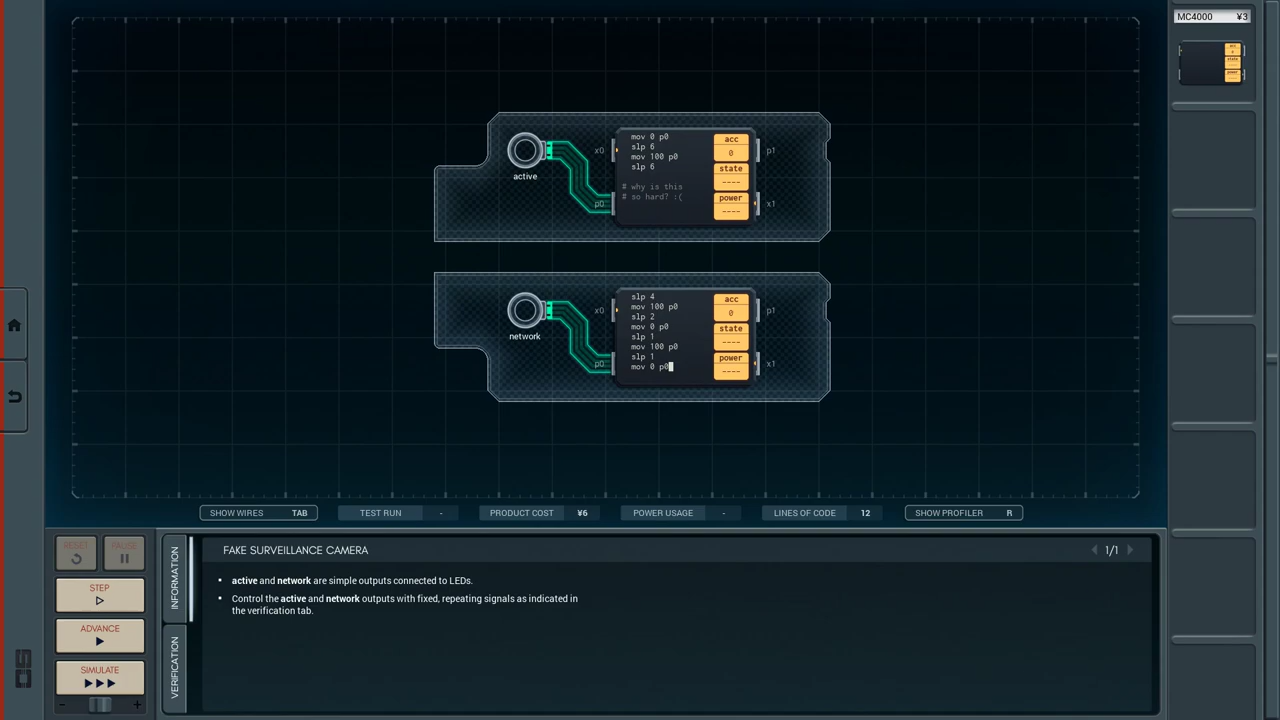 MC4000 ¥3
acc
0
state
----
power
----
mov 0 p0
slp 6
mov 100 p0
slp 6
# why is this
# so hard? :(
acc
0
state
----
power
----
x0
p1
p0
x1
active
slp 4
mov 100 p0
slp 2
mov 0 p0
slp 1
mov 100 p0
slp 1
mov 0 p0
acc
0
state
----
power
----
x0
p1
p0
x1
network
SHOW WIRES TAB
TEST RUN -
PRODUCT COST ¥6
POWER USAGE -
LINES OF CODE 12
SHOW PROFILER R
RESET
PAUSE
STEP
ADVANCE
SIMULATE
- +
INFORMATION
VERIFICATION
FAKE SURVEILLANCE CAMERA
1/1
▪ active and network are simple outputs connected to LEDs.
▪ Control the active and network outputs with fixed, repeating signals as indicated in
the verification tab.